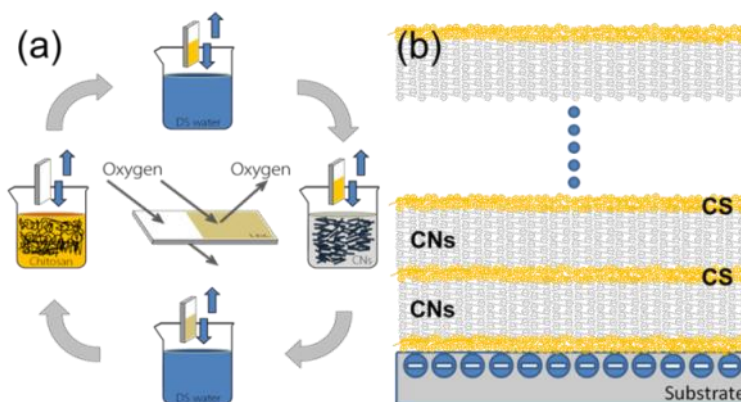 (a)
DS water
Oxygen
Oxygen
Chitosan
CNs
DS water
(b)
CS
CNs
CS
CNs
Substrate